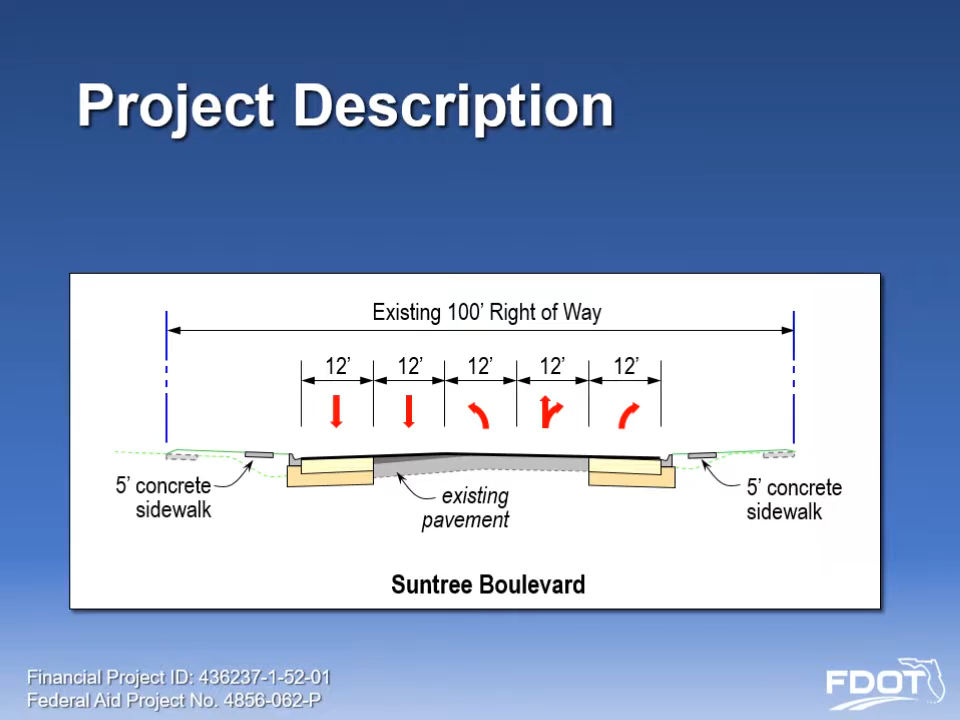 Project Description
Existing 100’ Right of Way
12’ 12’ 12’ 12’ 12’
5’ concrete
sidewalk
existing
pavement
5’ concrete
sidewalk
Suntree Boulevard
Financial Project ID: 436237-1-52-01
Federal Aid Project No. 4856-062-P
FDOT